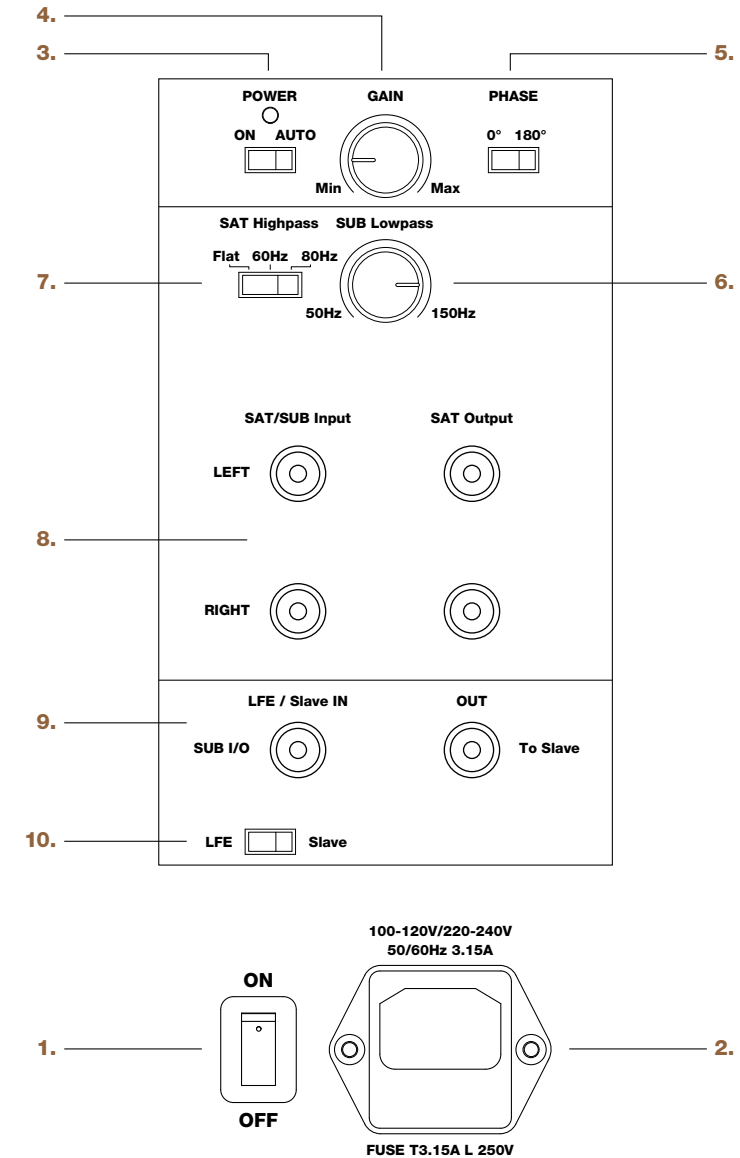 4.
3.
5.
POWER GAIN PHASE
ON AUTO 0° 180°
Min Max
SAT Highpass SUB Lowpass
Flat 60Hz 80Hz
7.
6.
50Hz 150Hz
SAT/SUB Input SAT Output
LEFT
8.
RIGHT
LFE / Slave IN OUT
9.
SUB I/O To Slave
10.
LFE Slave
100-120V/220-240V
50/60Hz 3.15A
ON
1.
2.
OFF
FUSE T3.15A L 250V